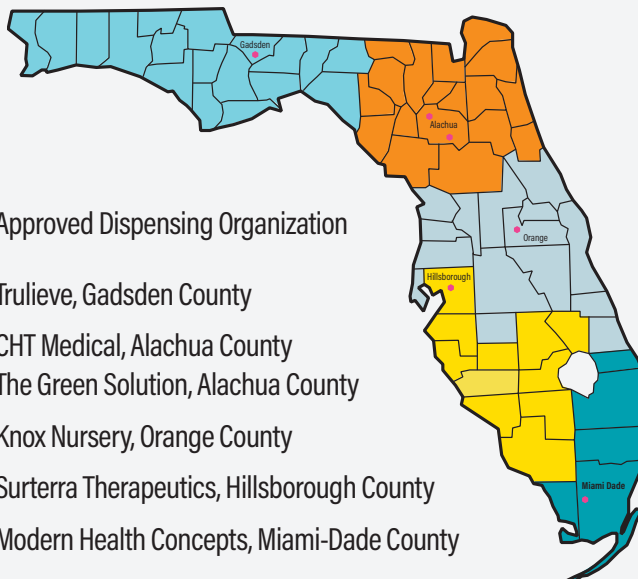 Gadsden
Alachua
Approved Dispensing Organization
Orange
Hillsborough
Trulieve, Gadsden County
CHT Medical, Alachua County
The Green Solution, Alachua County
Knox Nursery, Orange County
Surterra Therapeutics, Hillsborough County
Miami Dade
Modern Health Concepts, Miami-Dade County